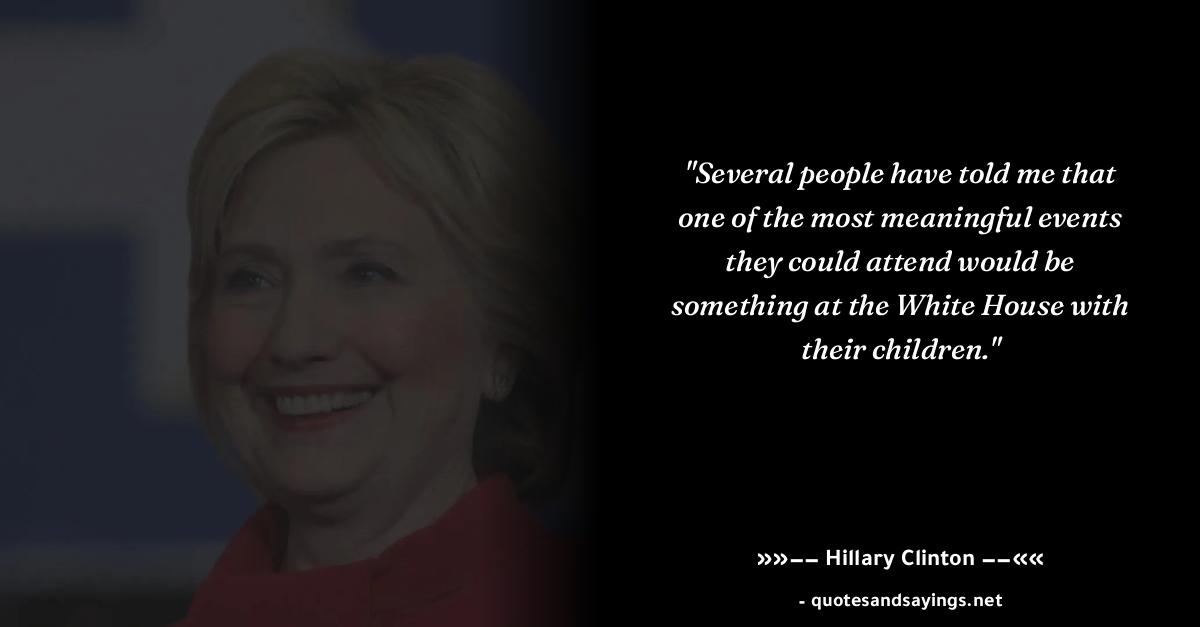 "Several people have told me that
one of the most meaningful events
they could attend would be
something at the White House with
their children."
»»–– Hillary Clinton ––««
- quotesandsayings.net